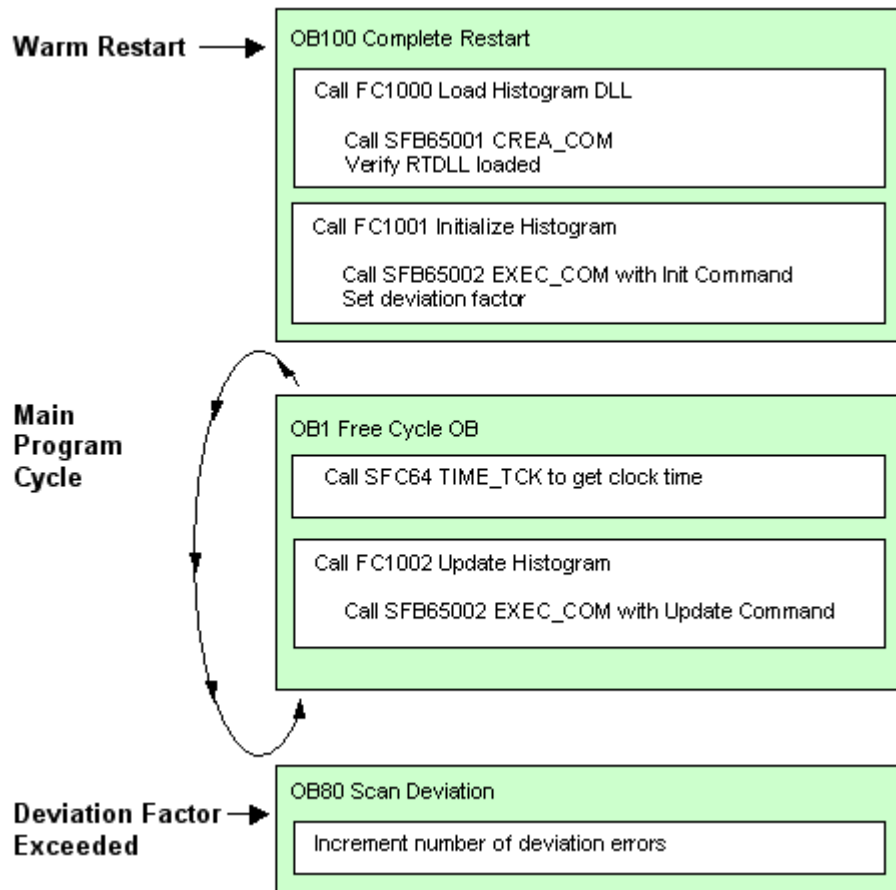 Warm Restart
OB100 Complete Restart
Call FC1000 Load Histogram DLL
Call SFB65001 CREA_COM
Verify RTDLL loaded
Call FC1001 Initialize Histogram
Call SFB65002 EXEC_COM with Init Command
Set deviation factor
Main
Program
Cycle
OB1 Free Cycle OB
Call SFC64 TIME_TCK to get clock time
Call FC1002 Update Histogram
Call SFB65002 EXEC_COM with Update Command
Deviation Factor
Exceeded
OB80 Scan Deviation
Increment number of deviation errors